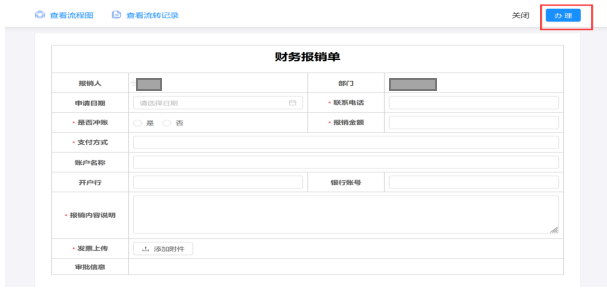 查看流程图 查看流转记录 关闭 办理
财务报销单
报销人 部门
申请日期 请选择日期 * 联系电话
* 是否冲账 是 否 * 报销金额
* 支付方式
账户名称
开户行 银行账号
* 报销内容说明
* 发票上传 添加附件
审批信息